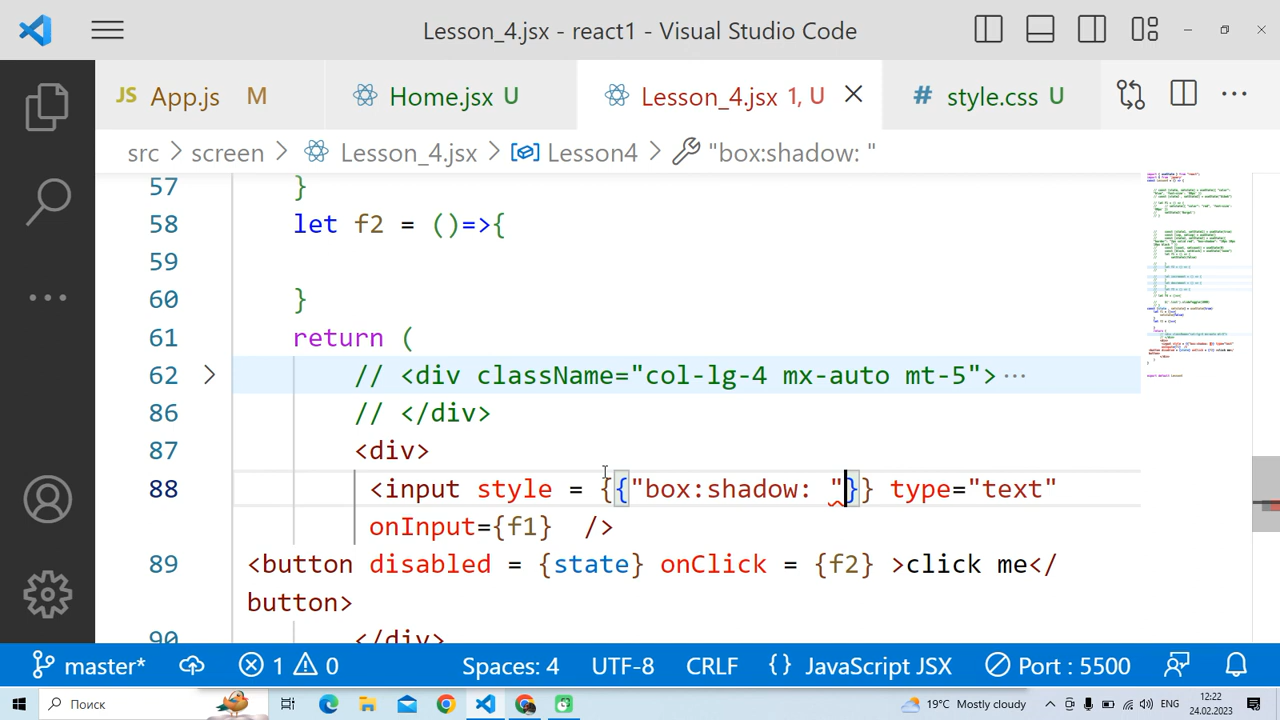 Lesson_4.jsx - react1 - Visual Studio Code
JS App.js M
Home.jsx U
Lesson_4.jsx 1, U
# style.css U
src > screen > Lesson_4.jsx > Lesson4 > "box:shadow: "
57 }
58 let f2 = ()=>{
59
60 }
61 return (
62 // <div className="col-lg-4 mx-auto mt-5"> ···
86 // </div>
87 <div>
88 <input style = {{"box:shadow: "}} type="text"
onInput={f1}  />
89 <button disabled = {state} onClick = {f2} >click me</
button>
90 </div>
master* 1 0 Spaces: 4 UTF-8 CRLF {} JavaScript JSX Port : 5500
Поиск 19°C Mostly cloudy ENG 12:22
24.02.2023